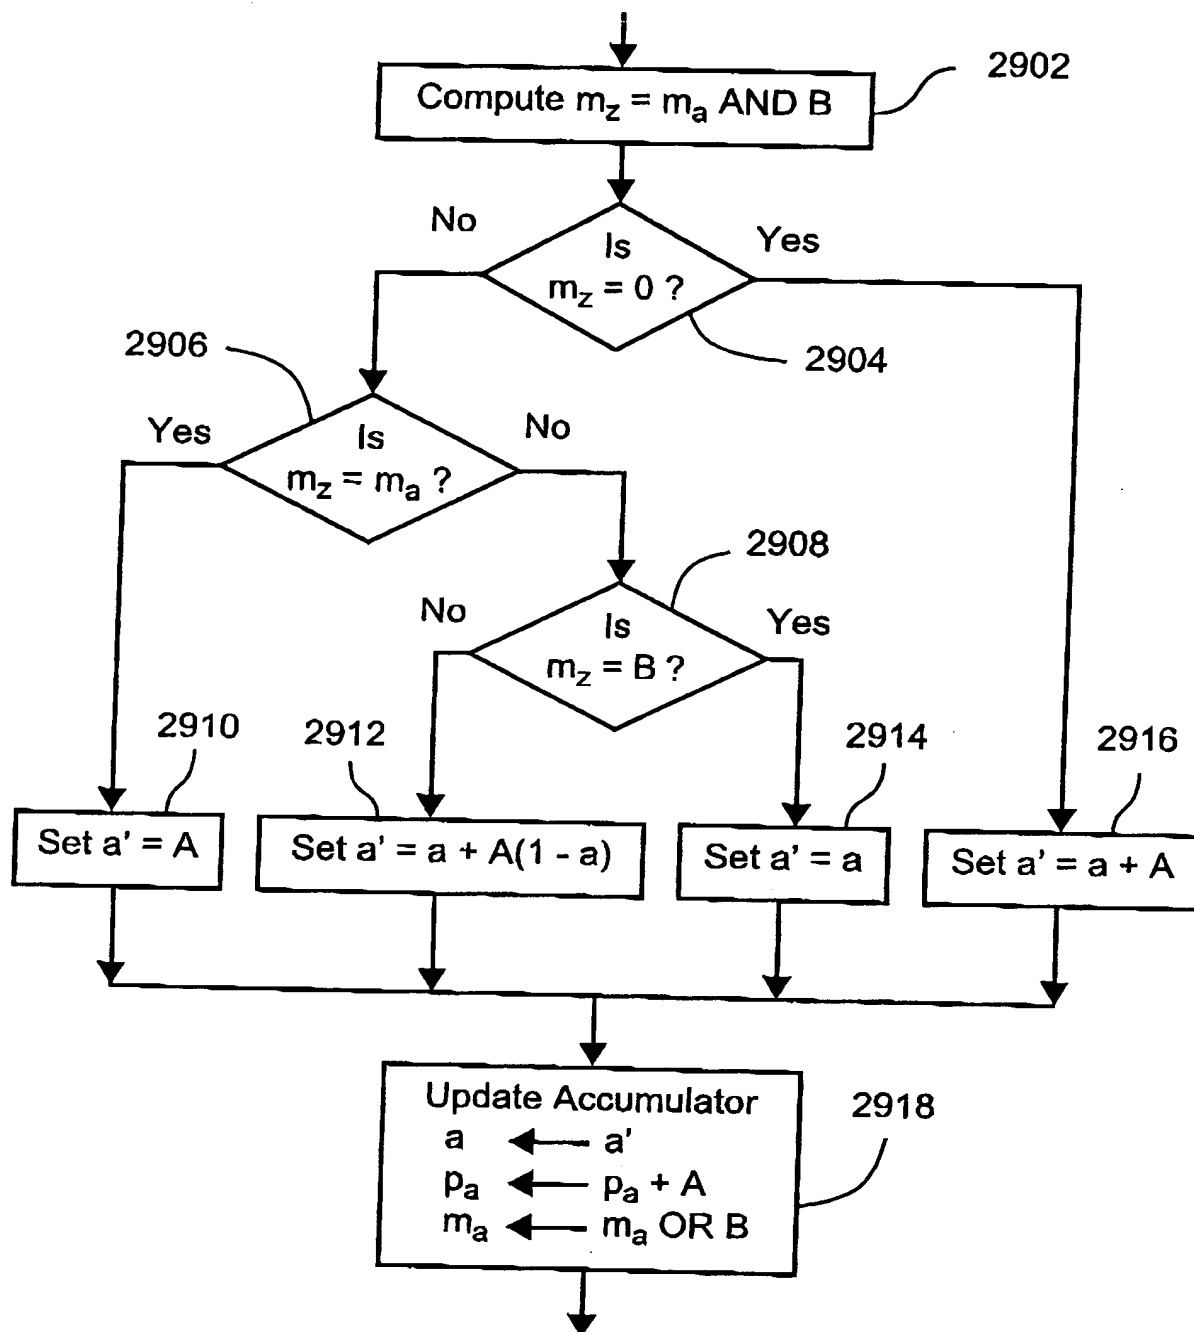 2902
Compute m_z = m_a AND B
No
Yes
Is
m_z = 0 ?
2904
2906
Yes
No
Is
m_z = m_a ?
2908
No
Yes
Is
m_z = B ?
2910
2912
2914
2916
Set a' = A
Set a' = a + A(1 - a)
Set a' = a
Set a' = a + A
Update Accumulator
2918
a ← a'
p_a ← p_a + A
m_a ← m_a OR B